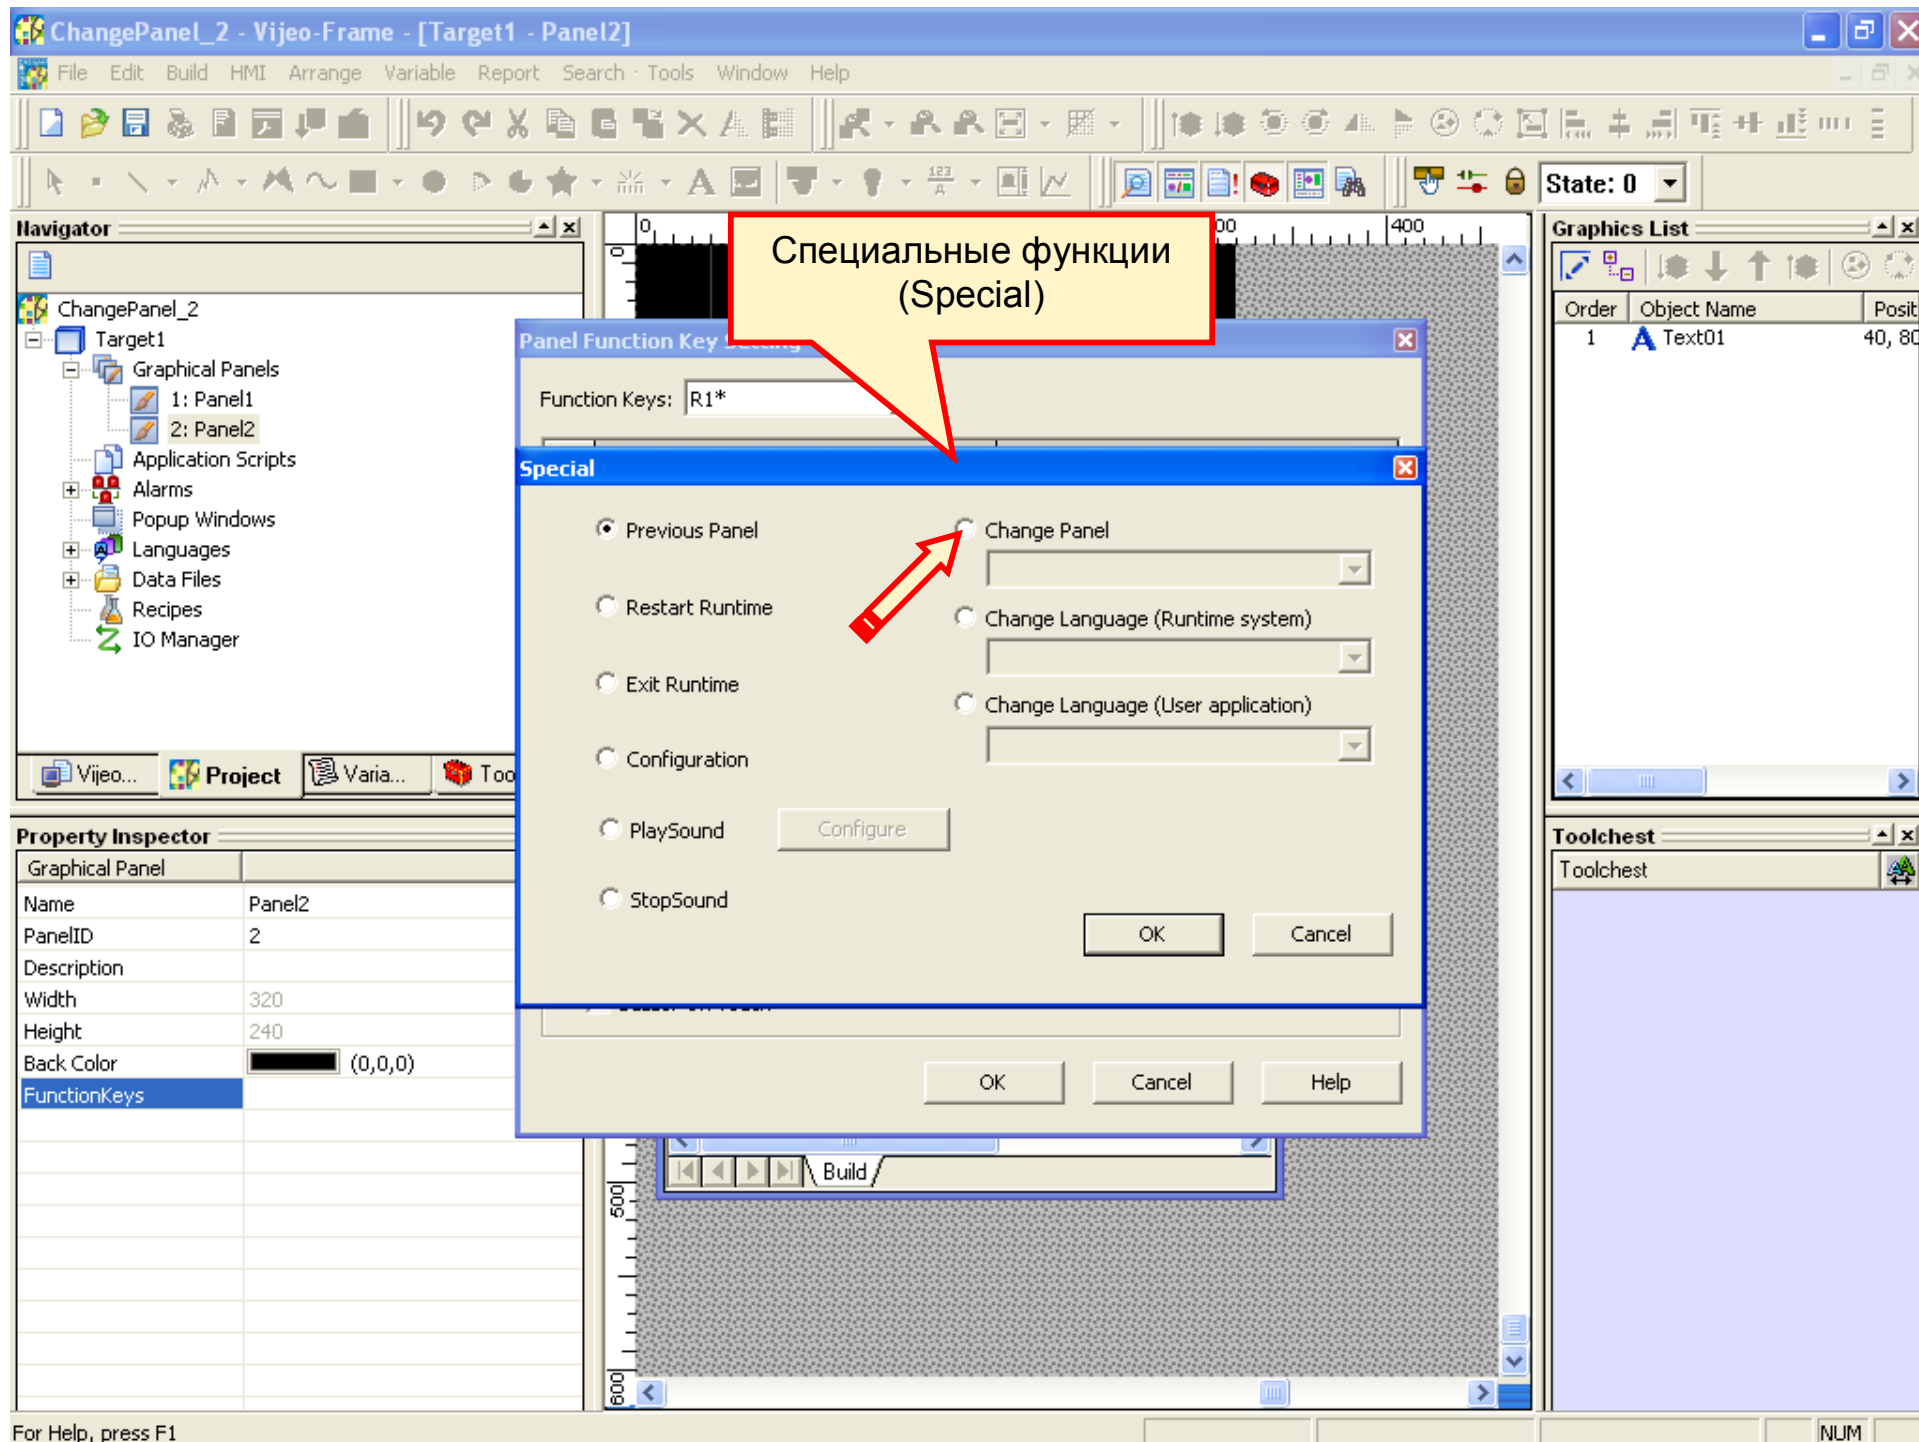 ChangePanel_2 - Vijeo-Frame - [Target1 - Panel2]
File Edit Build HMI Arrange Variable Report Search Tools Window Help
State: 0
Navigator
ChangePanel_2
Target1
Graphical Panels
1: Panel1
2: Panel2
Application Scripts
Alarms
Popup Windows
Languages
Data Files
Recipes
IO Manager
Vijeo... Project Varia... Too
Property Inspector
Graphical Panel
Name Panel2
PanelID 2
Description
Width 320
Height 240
Back Color (0,0,0)
FunctionKeys
0 00 400
0
Специальные функции
(Special)
Panel Function Key Setting
Function Keys: R1*
Special
Previous Panel
Restart Runtime
Exit Runtime
Configuration
PlaySound Configure
StopSound
Change Panel
Change Language (Runtime system)
Change Language (User application)
OK Cancel
OK Cancel Help
Build
500
600
Graphics List
Order Object Name Posit
1 Text01 40, 80
Toolchest
Toolchest
For Help, press F1
NUM